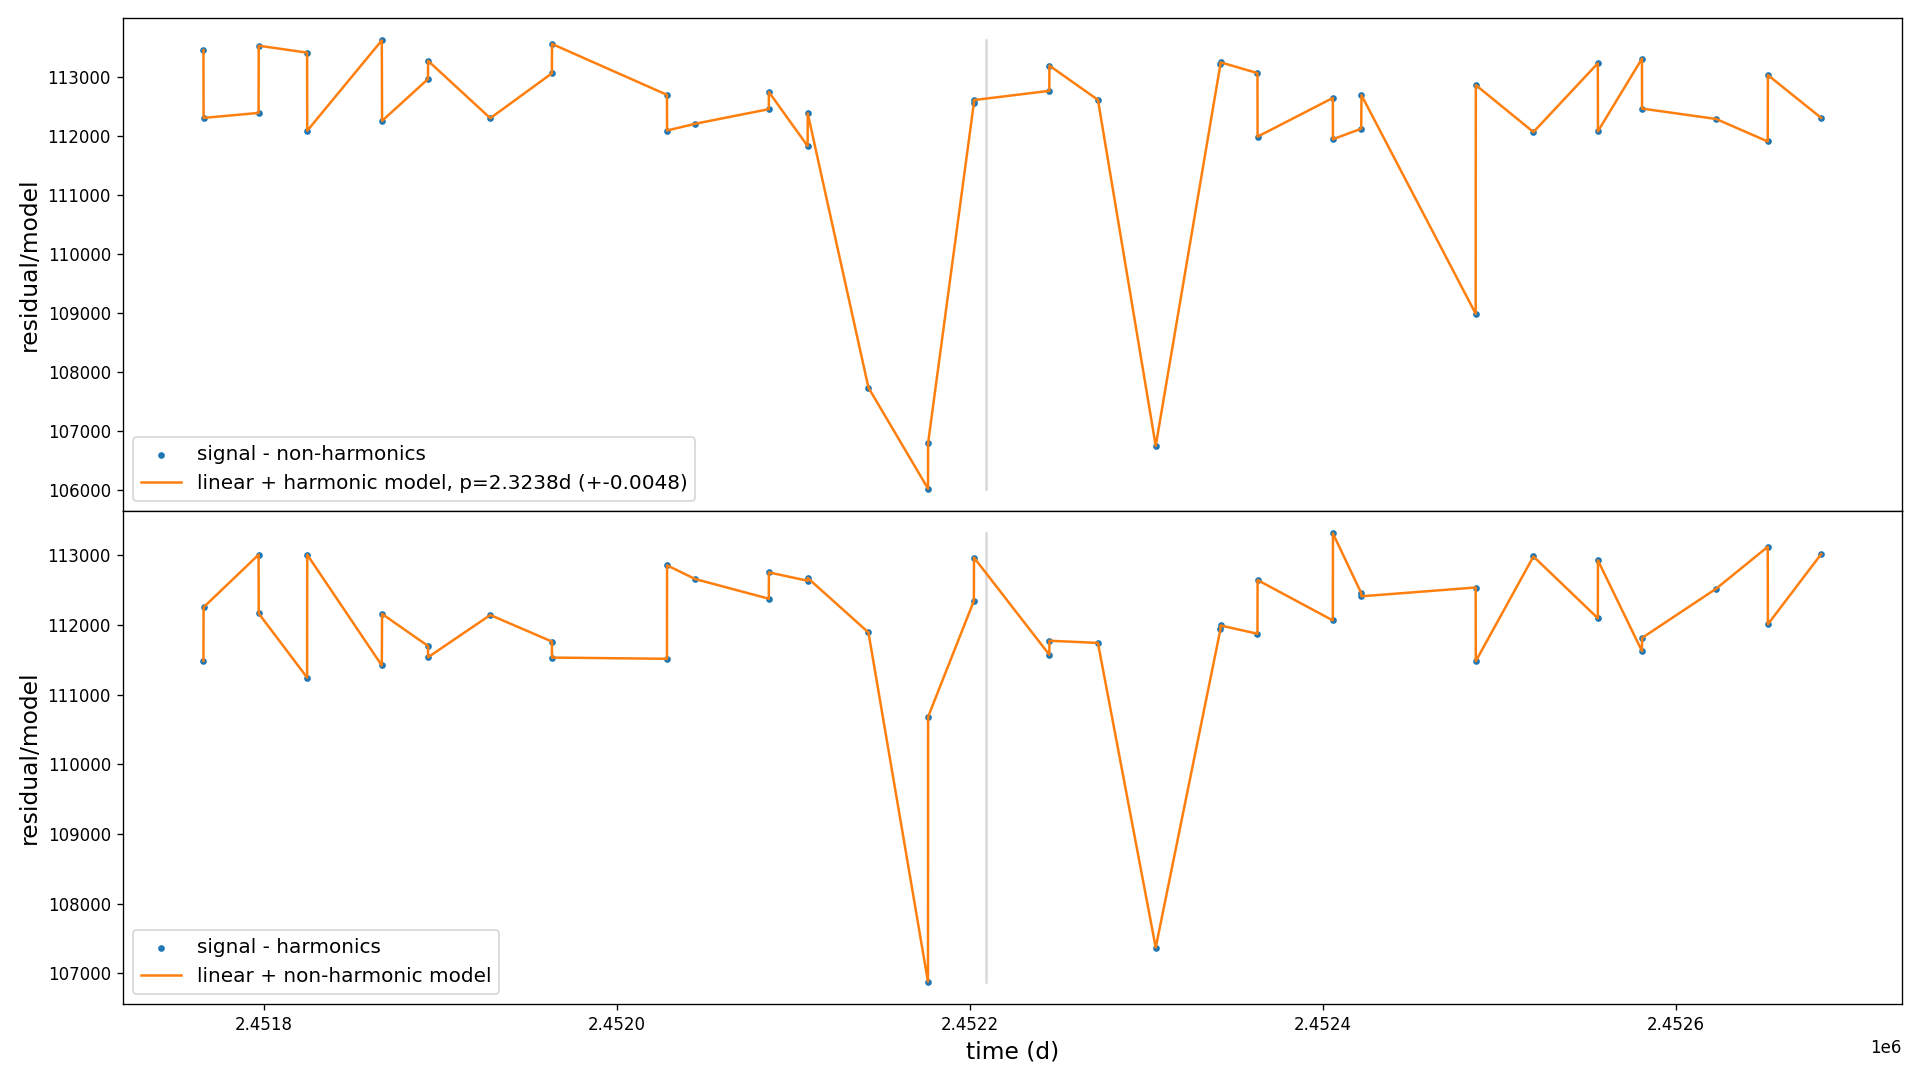 residual/model
113000
112000
111000
110000
109000
108000
107000
106000
signal - non-harmonics
linear + harmonic model, p=2.3238d (+-0.0048)
residual/model
113000
112000
111000
110000
109000
108000
107000
signal - harmonics
linear + non-harmonic model
2.4518 2.4520 2.4522 2.4524 2.4526
time (d)
1e6